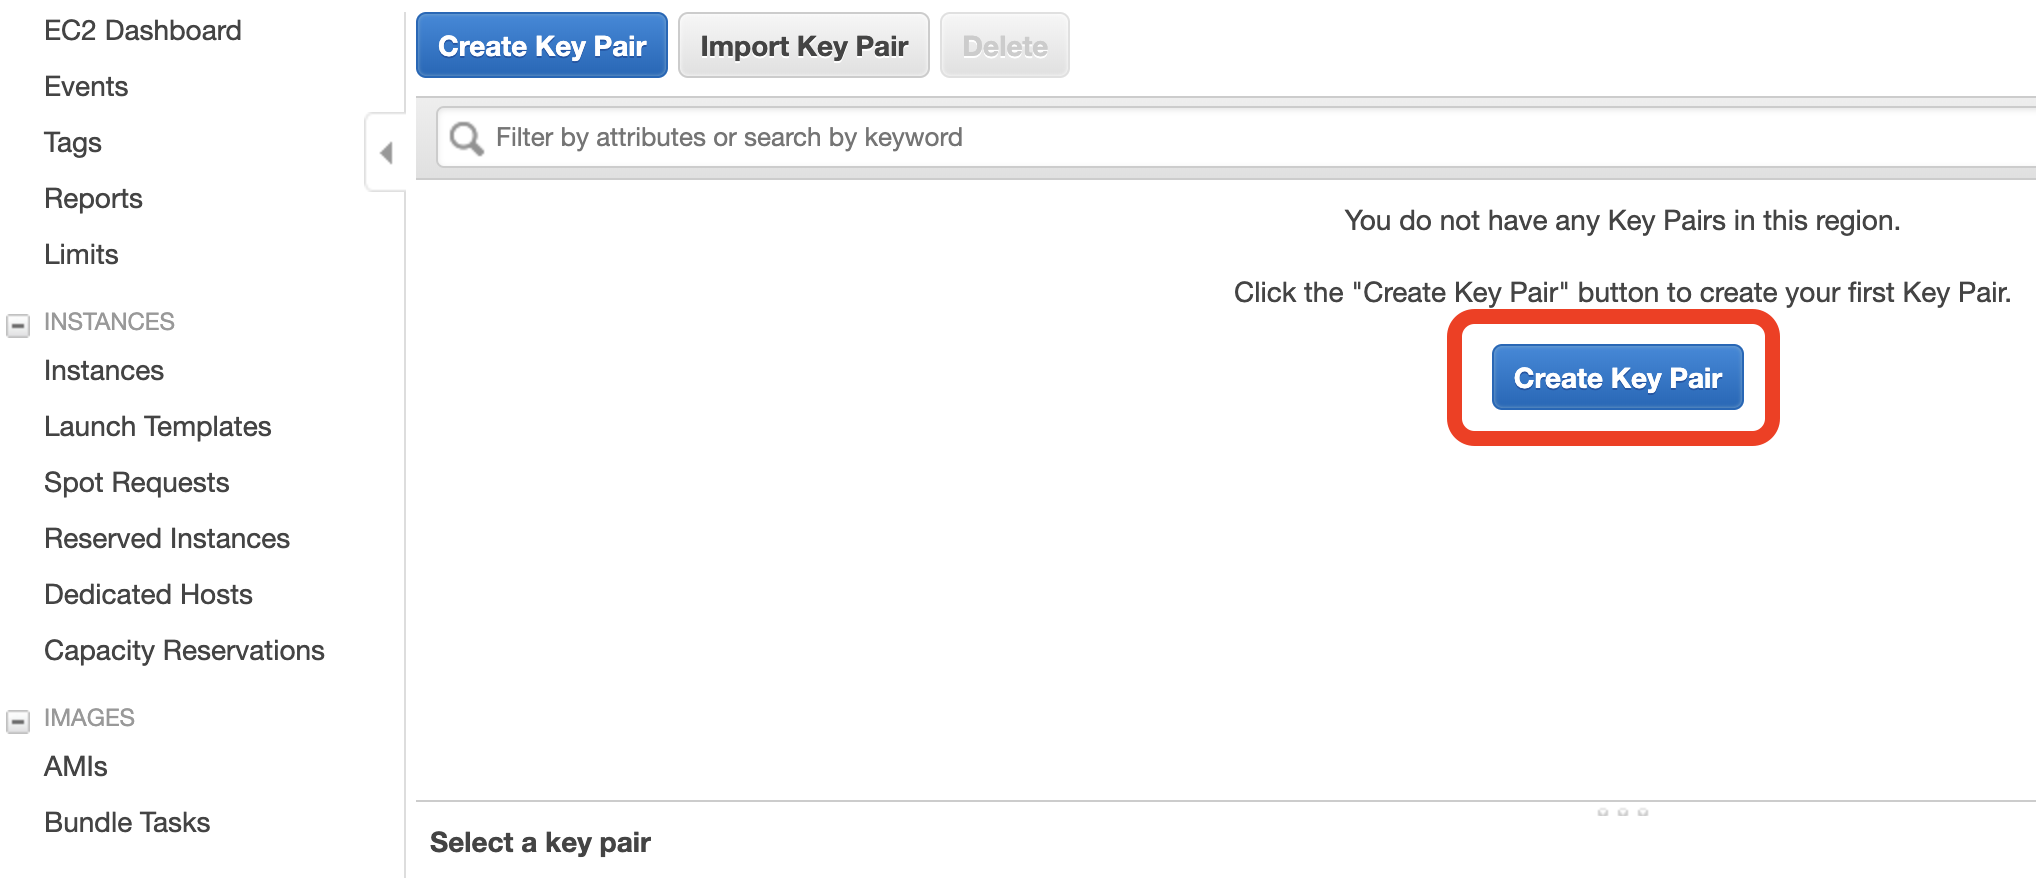 EC2 Dashboard
Events
Tags
Reports
Limits
INSTANCES
Instances
Launch Templates
Spot Requests
Reserved Instances
Dedicated Hosts
Capacity Reservations
IMAGES
AMIs
Bundle Tasks
Create Key Pair
Import Key Pair
Delete
Filter by attributes or search by keyword
You do not have any Key Pairs in this region.
Click the "Create Key Pair" button to create your first Key Pair.
Create Key Pair
Select a key pair